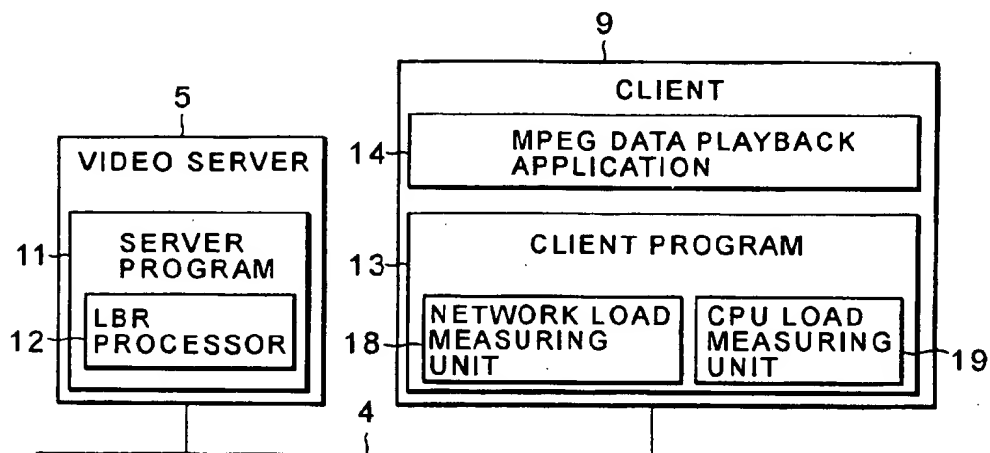 9
CLIENT
5
14
MPEG DATA PLAYBACK
APPLICATION
VIDEO SERVER
11
SERVER
PROGRAM
13
CLIENT PROGRAM
12
LBR
PROCESSOR
18
NETWORK LOAD
MEASURING
UNIT
CPU LOAD
MEASURING
UNIT
19
4